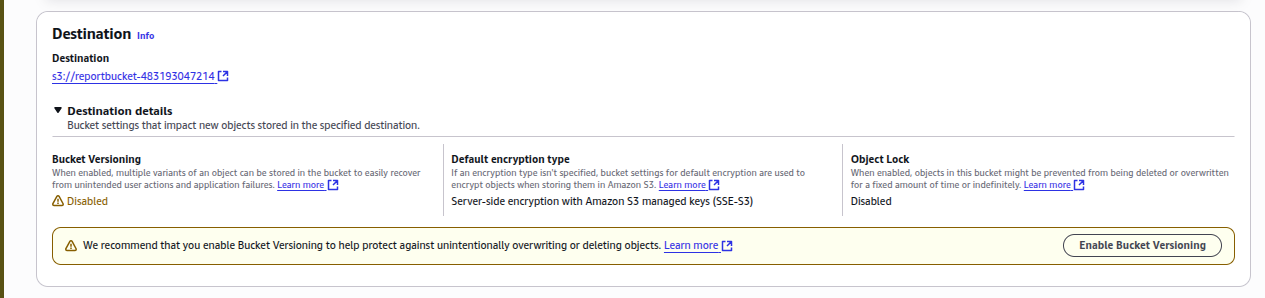 Destination Info
Destination
s3://reportbucket-483193047214
Destination details
Bucket settings that impact new objects stored in the specified destination.
Bucket Versioning
When enabled, multiple variants of an object can be stored in the bucket to easily recover
from unintended user actions and application failures. Learn more
Disabled
Default encryption type
If an encryption type isn't specified, bucket settings for default encryption are used to
encrypt objects when storing them in Amazon S3. Learn more
Server-side encryption with Amazon S3 managed keys (SSE-S3)
Object Lock
When enabled, objects in this bucket might be prevented from being deleted or overwritten
for a fixed amount of time or indefinitely. Learn more
Disabled
We recommend that you enable Bucket Versioning to help protect against unintentionally overwriting or deleting objects. Learn more
Enable Bucket Versioning